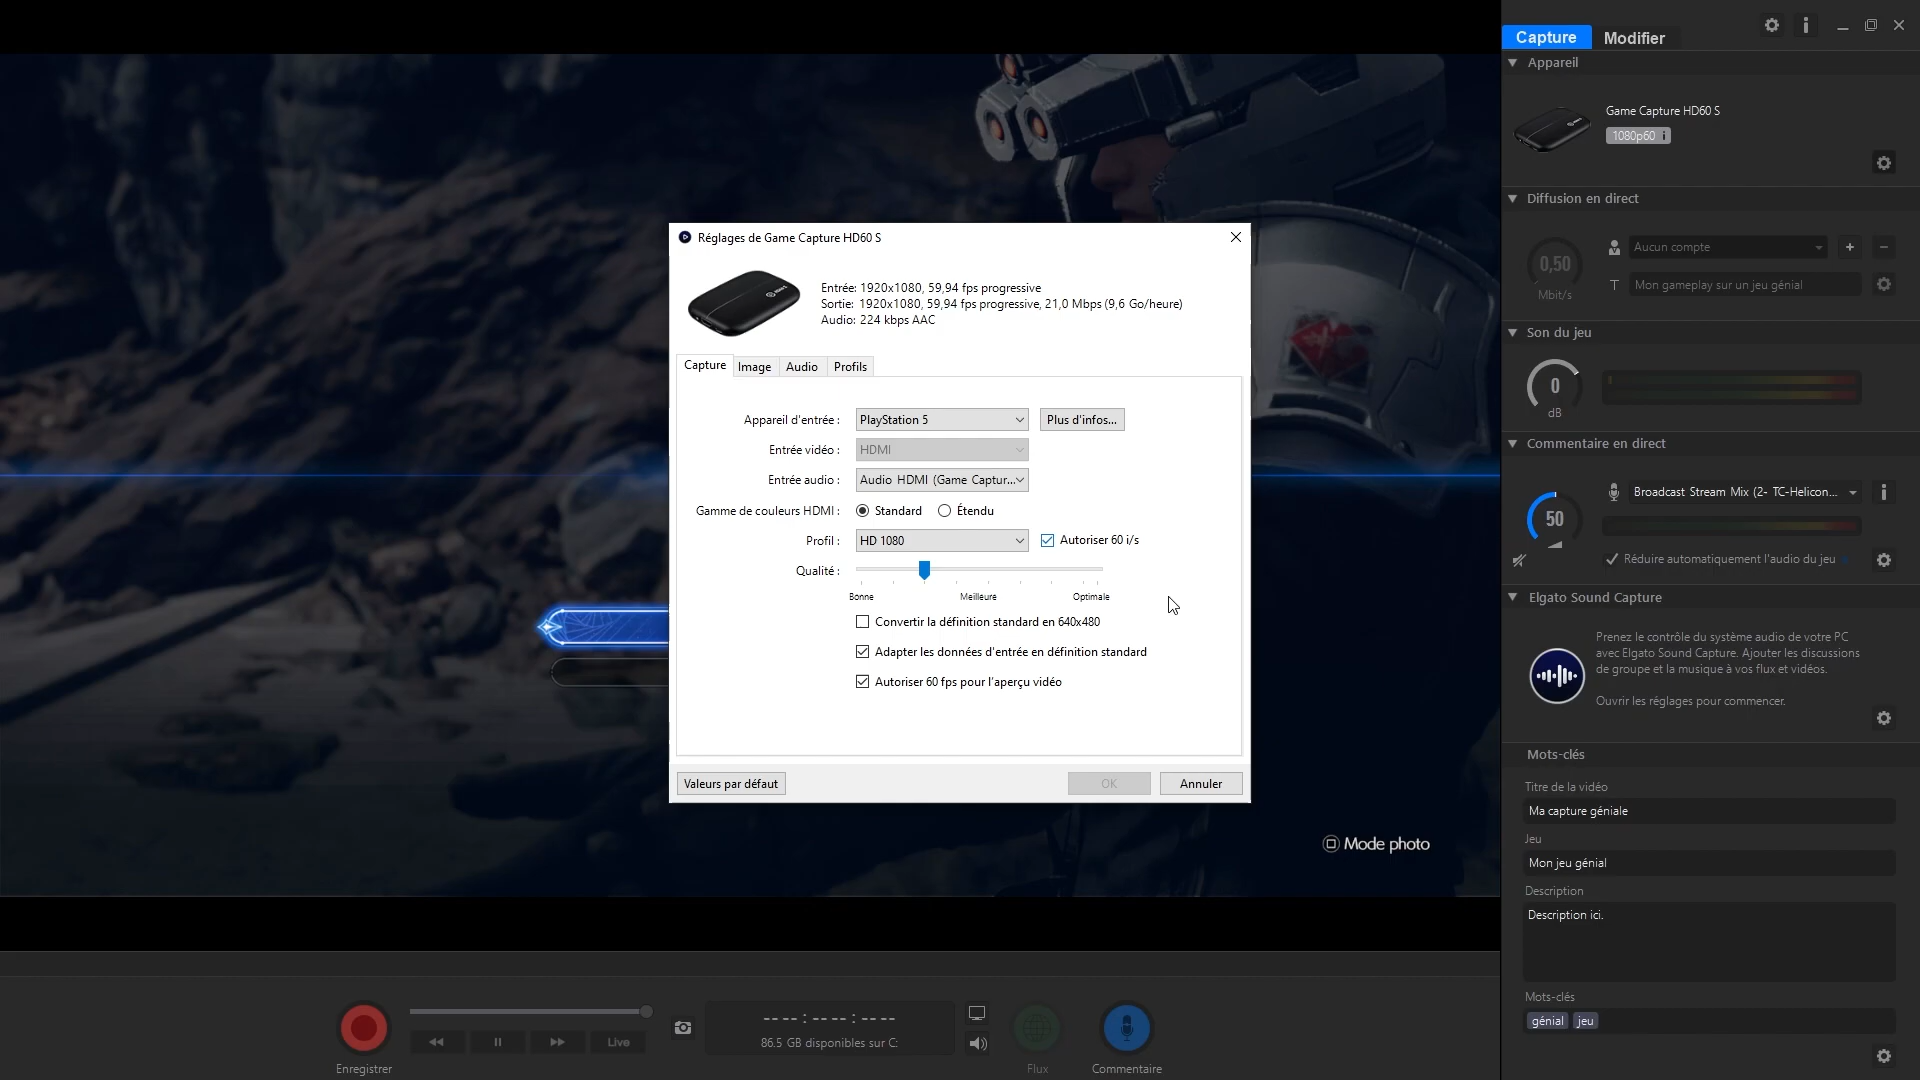 Capture Modifier
Appareil
Game Capture HD60 S
1080p60 i
Diffusion en direct
0,50
Mbit/s
Aucun compte
T Mon gameplay sur un jeu génial
Son du jeu
0
dB
Commentaire en direct
50
Broadcast Stream Mix (2- TC-Helicon...
Réduire automatiquement l'audio du jeu
Elgato Sound Capture
Prenez le contrôle du système audio de votre PC
avec Elgato Sound Capture. Ajouter les discussions
de groupe et la musique à vos flux et vidéos.
Ouvrir les réglages pour commencer.
Mots-clés
Titre de la vidéo
Ma capture géniale
Jeu
Mon jeu génial
Description
Description ici.
Mots-clés
génial jeu
Réglages de Game Capture HD60 S
Entrée: 1920x1080, 59,94 fps progressive
Sortie: 1920x1080, 59,94 fps progressive, 21,0 Mbps (9,6 Go/heure)
Audio: 224 kbps AAC
Capture Image Audio Profils
Appareil d'entrée : PlayStation 5 Plus d'infos...
Entrée vidéo : HDMI
Entrée audio : Audio HDMI (Game Captur...
Gamme de couleurs HDMI : Standard Étendu
Profil : HD 1080 Autoriser 60 i/s
Qualité :
Bonne Meilleure Optimale
Convertir la définition standard en 640x480
Adapter les données d'entrée en définition standard
Autoriser 60 fps pour l'aperçu vidéo
Valeurs par défaut OK Annuler
Mode photo
-- -- : -- -- : -- --
Live
86.5 GB disponibles sur C:
Enregistrer Flux Commentaire